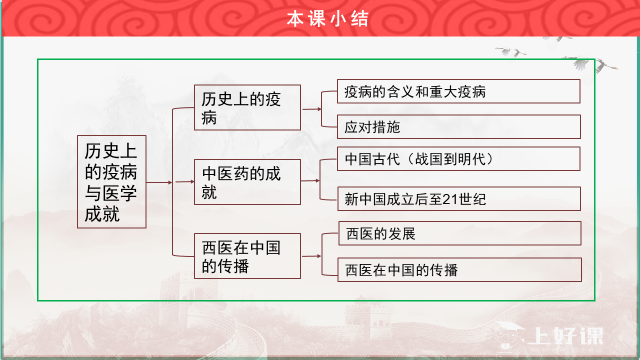 本课小结
历史上的疫
病
疫病的含义和重大疫病
应对措施
历史上
的疫病
与医学
成就
中医药的成
就
中国古代（战国到明代）
新中国成立后至21世纪
西医在中国
的传播
西医的发展
西医在中国的传播
上好课